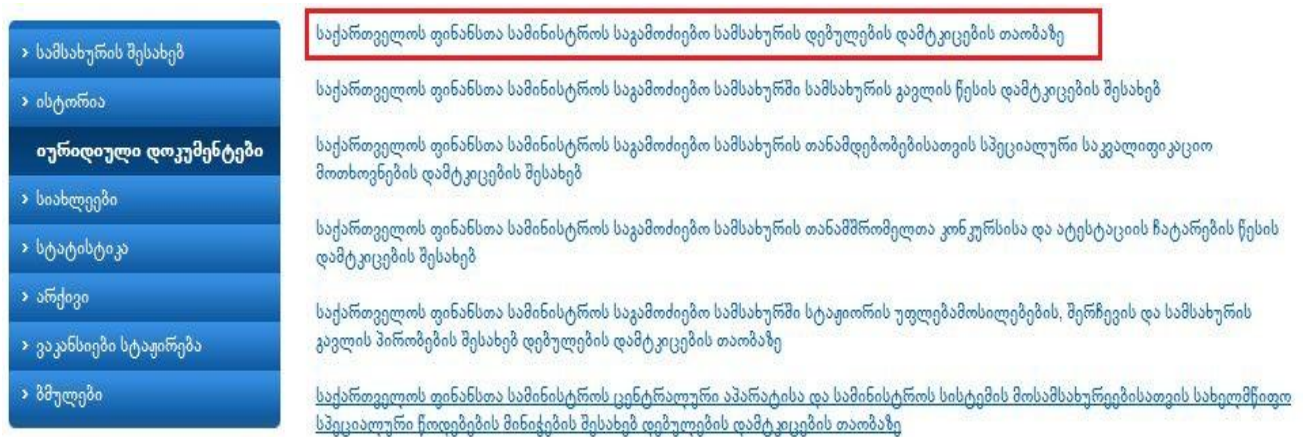 > სამსახურის შესახებ
> ისტორია
იურიდიული დოკუმენტები
> სიახლეები
> სტატისტიკა
> არქივი
> ვაკანსიები სტაჟირება
> ბმულები
საქართველოს ფინანსთა სამინისტროს საგამოძიებო სამსახურის დებულების დამტკიცების თაობაზე
საქართველოს ფინანსთა სამინისტროს საგამოძიებო სამსახურში სამსახურის გავლის წესის დამტკიცების შესახებ
საქართველოს ფინანსთა სამინისტროს საგამოძიებო სამსახურის თანამდებობებისათვის სპეციალური საკვალიფიკაციო
მოთხოვნების დამტკიცების შესახებ
საქართველოს ფინანსთა სამინისტროს საგამოძიებო სამსახურის თანამშრომელთა კონკურსისა და ატესტაციის ჩატარების წესის
დამტკიცების შესახებ
საქართველოს ფინანსთა სამინისტროს საგამოძიებო სამსახურში სტაჟიორის უფლებამოსილებების, შერჩევის და სამსახურის
გავლის პირობების შესახებ დებულების დამტკიცების თაობაზე
საქართველოს ფინანსთა სამინისტროს ცენტრალური აპარატისა და სამინისტროს სისტემის მოსამსახურეებისათვის სახელმწიფო
სპეციალური წოდებების მინიჭების შესახებ დებულების დამტკიცების თაობაზე